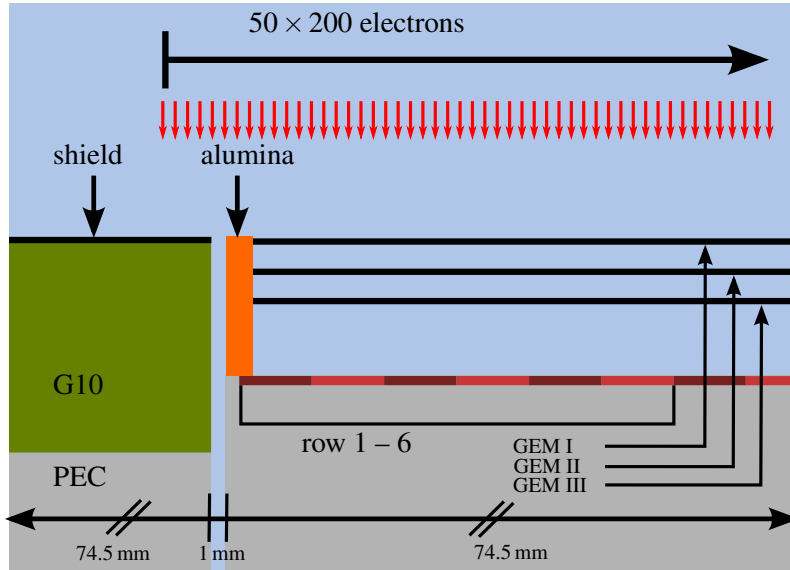 50 × 200 electrons
shield
alumina
G10
row 1 – 6
GEM I
GEM II
GEM III
PEC
74.5 mm
1 mm
74.5 mm